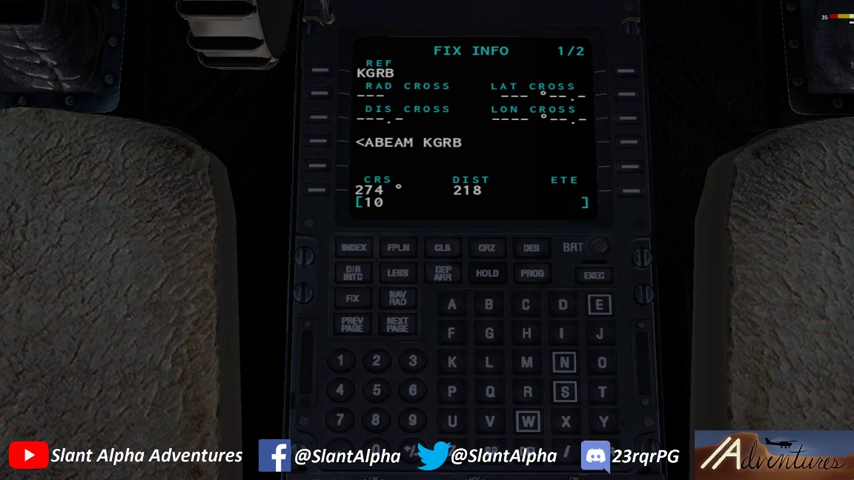 35
FIX INFO 1/2
REF
KGRB
RAD CROSS LAT CROSS
--- --- °--.-
DIS CROSS LON CROSS
---.- ---- °--.-
<ABEAM KGRB
CRS DIST ETE
274 ° 218
[10 ]
INDEX FPLN CLB CRZ DES BRT
DIR INTC LEGS DEP ARR HOLD PROG EXEC
FIX NAV RAD A B C D E
PREV PAGE NEXT PAGE F G H I J
1 2 3 K L M N O
4 5 6 P Q R S T
7 8 9 U V W X Y
Slant Alpha Adventures @SlantAlpha @SlantAlpha 23rqrPG
Adventures